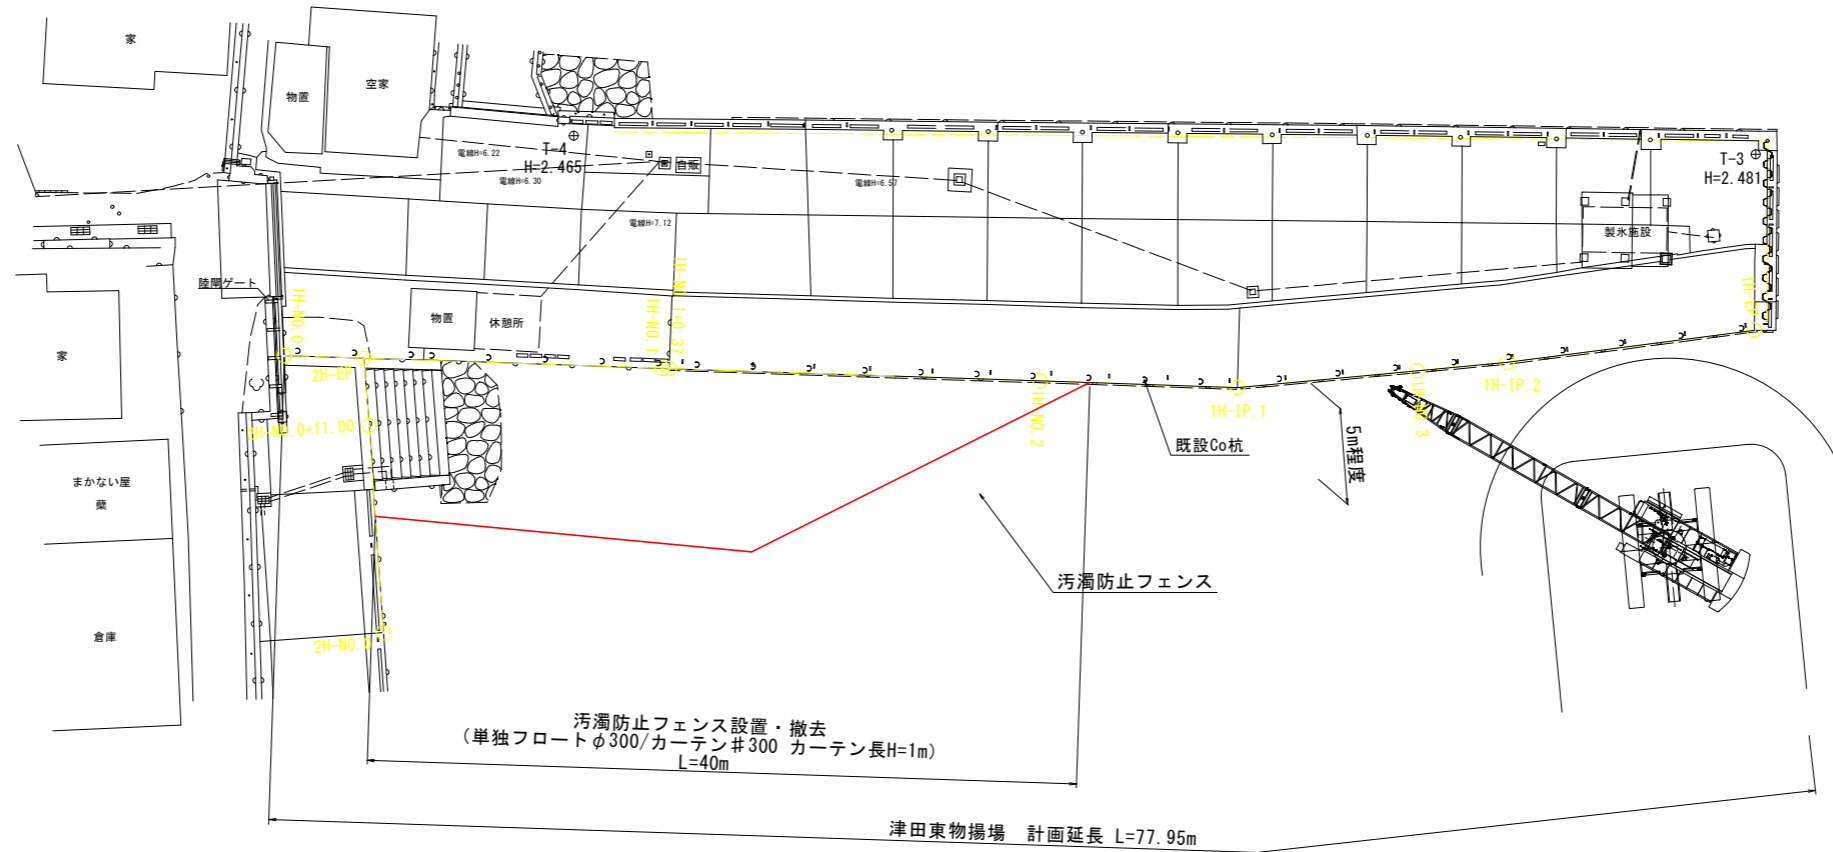 家
物置
空家
電線H=6.22
T-4
H=2.465
電線H=6.30
自販
電線H=6.57
電線H=7.12
T-3
H=2.481
製氷施設
陸閘ゲート
1H-NO.0
物置
休憩所
1H-NO.1
1H-NO.1+0.37
1H-EP
家
2H-EP
2H-NO.0+11.00
1H-NO.2
1H-IP.1
1H-NO.3
1H-IP.2
既設Co杭
5m程度
まかない屋
蘖
汚濁防止フェンス
倉庫
2H-NO.0
汚濁防止フェンス設置・撤去
(単独フロートφ300/カーテン♯300 カーテン長H=1m)
L=40m
津田東物揚場 計画延長 L=77.95m